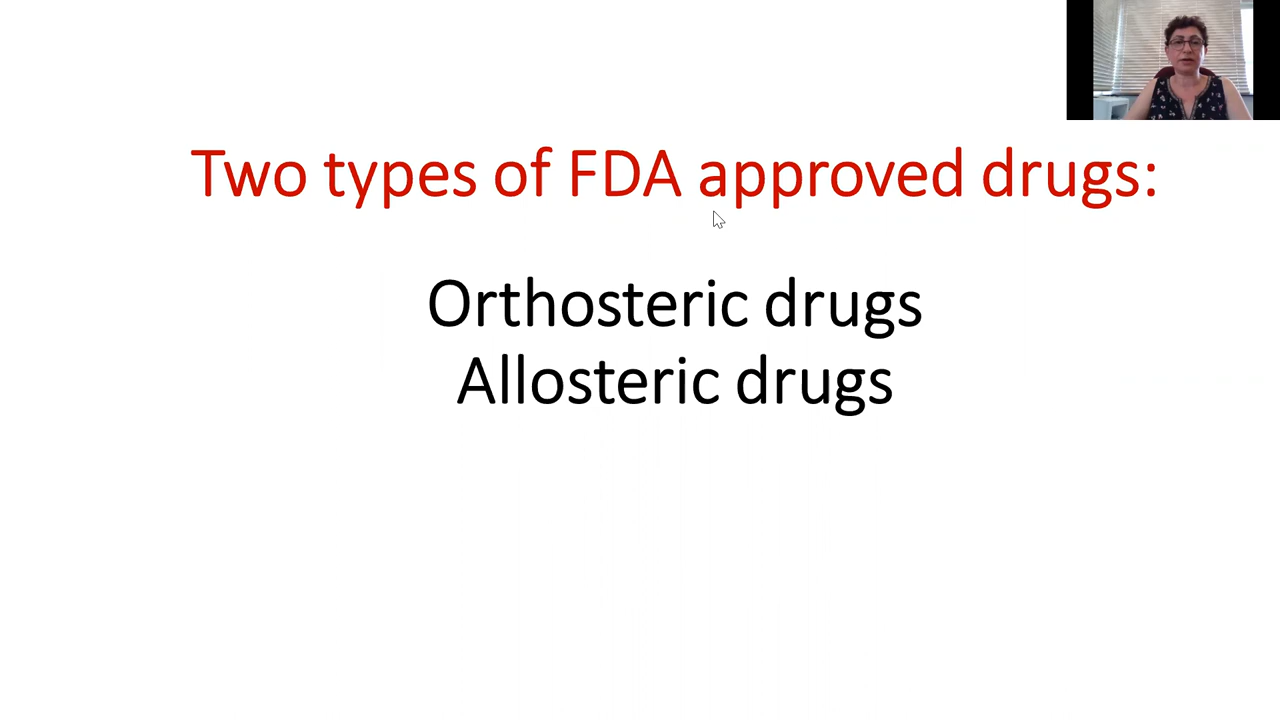 Two types of FDA approved drugs:
Orthosteric drugs
Allosteric drugs